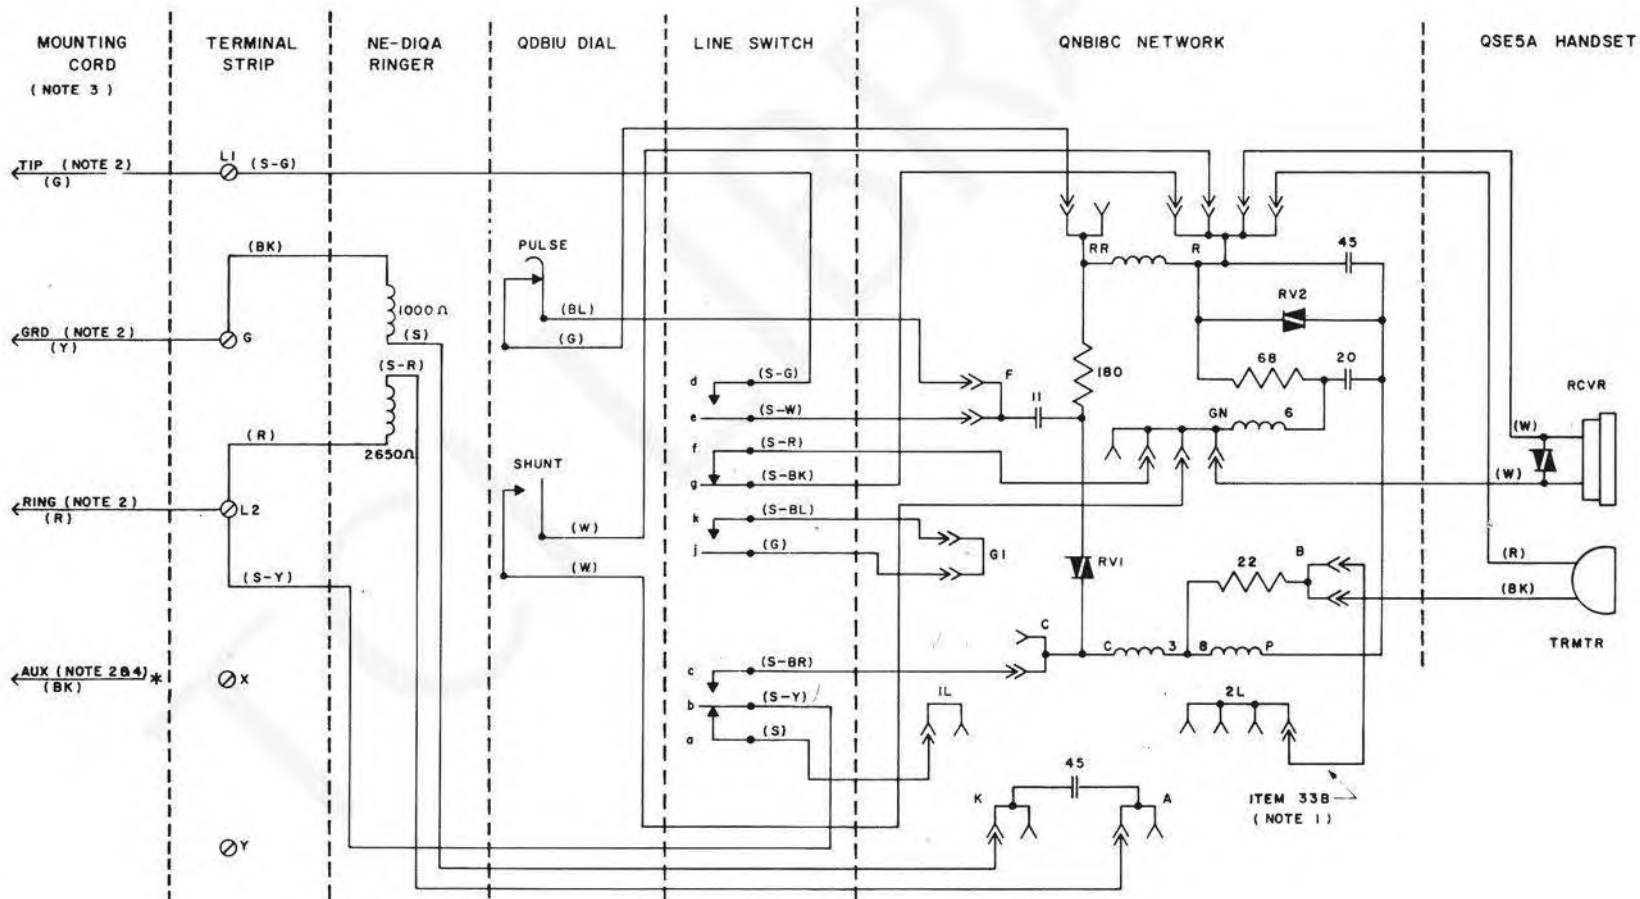 MOUNTING CORD
(NOTE 3)
TERMINAL STRIP
NE-DIQA RINGER
QDBIU DIAL
LINE SWITCH
QNBI8C NETWORK
QSE5A HANDSET
TIP (NOTE 2)
(G)
L1
(S-G)
(BK)
1000Ω
(S)
GRD (NOTE 2)
(Y)
G
(S-R)
(R)
2650Ω
RING (NOTE 2)
(R)
L2
(S-Y)
AUX (NOTE 2&4)*
(BK)
X
Y
PULSE
(BL)
(G)
SHUNT
(W)
(W)
d
(S-G)
e
(S-W)
f
(S-R)
g
(S-BK)
k
(S-BL)
j
(G)
c
(S-BR)
b
(S-Y)
a
(S)
RR
R
45
RV2
180
68
20
F
11
GN
6
G1
RV1
22
B
C
C
3
8
P
1L
2L
45
K
A
ITEM 33B
(NOTE 1)
RCVR
(W)
(W)
(R)
(BK)
TRMTR